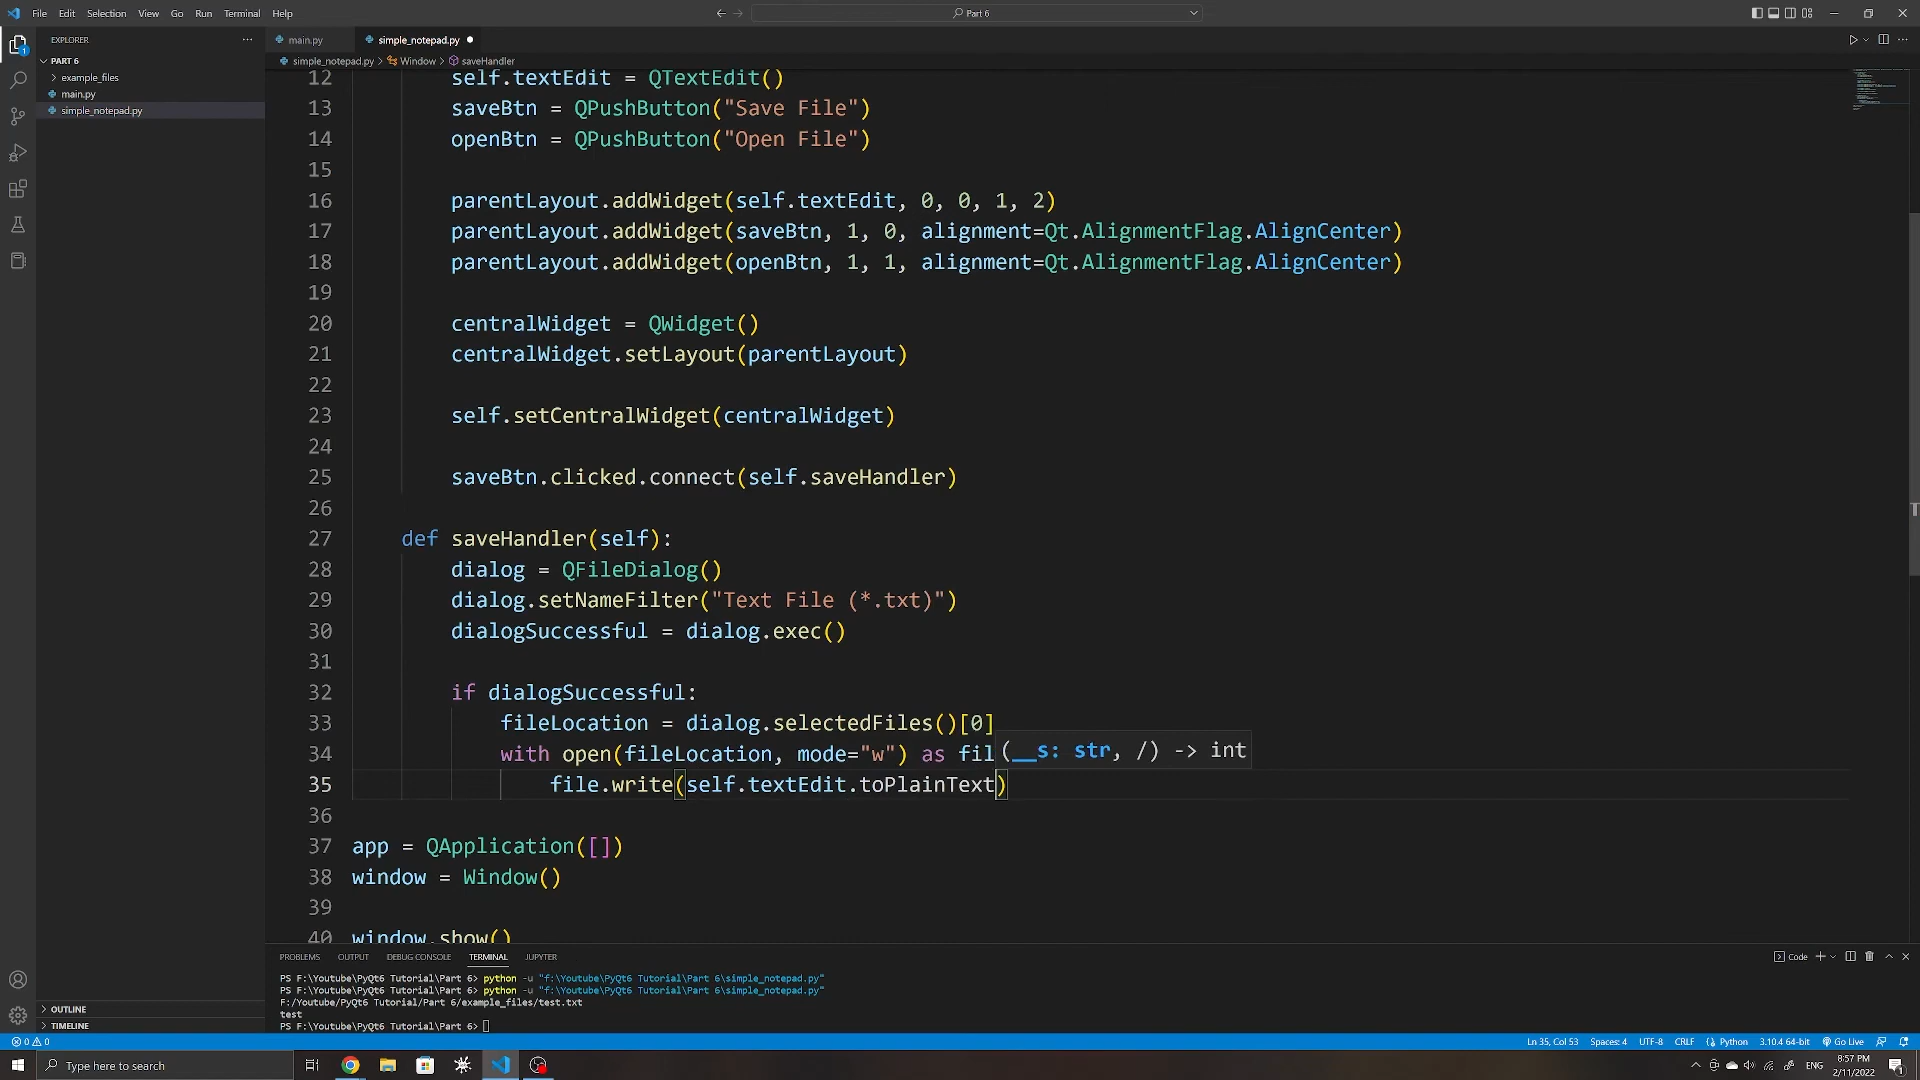 File Edit Selection View Go Run Terminal Help
Part 6
EXPLORER
main.py
simple_notepad.py
simple_notepad.py > Window > saveHandler
PART 6
example_files
main.py
simple_notepad.py
12 self.textEdit = QTextEdit()
13 saveBtn = QPushButton("Save File")
14 openBtn = QPushButton("Open File")
15
16 parentLayout.addWidget(self.textEdit, 0, 0, 1, 2)
17 parentLayout.addWidget(saveBtn, 1, 0, alignment=Qt.AlignmentFlag.AlignCenter)
18 parentLayout.addWidget(openBtn, 1, 1, alignment=Qt.AlignmentFlag.AlignCenter)
19
20 centralWidget = QWidget()
21 centralWidget.setLayout(parentLayout)
22
23 self.setCentralWidget(centralWidget)
24
25 saveBtn.clicked.connect(self.saveHandler)
26
27 def saveHandler(self):
28 dialog = QFileDialog()
29 dialog.setNameFilter("Text File (*.txt)")
30 dialogSuccessful = dialog.exec()
31
32 if dialogSuccessful:
33 fileLocation = dialog.selectedFiles()[0]
34 with open(fileLocation, mode="w") as fil
(__s: str, /) -> int
35 file.write(self.textEdit.toPlainText)
36
37 app = QApplication([])
38 window = Window()
39
40 window.show()
PROBLEMS OUTPUT DEBUG CONSOLE TERMINAL JUPYTER
Code
PS F:\Youtube\PyQt6 Tutorial\Part 6> python -u "f:\Youtube\PyQt6 Tutorial\Part 6\simple_notepad.py"
PS F:\Youtube\PyQt6 Tutorial\Part 6> python -u "f:\Youtube\PyQt6 Tutorial\Part 6\simple_notepad.py"
F:/Youtube/PyQt6 Tutorial/Part 6/example_files/test.txt
test
PS F:\Youtube\PyQt6 Tutorial\Part 6>
OUTLINE
TIMELINE
0 0
Ln 35, Col 53 Spaces: 4 UTF-8 CRLF Python 3.10.4 64-bit Go Live
Type here to search
ENG
8:57 PM
2/11/2022